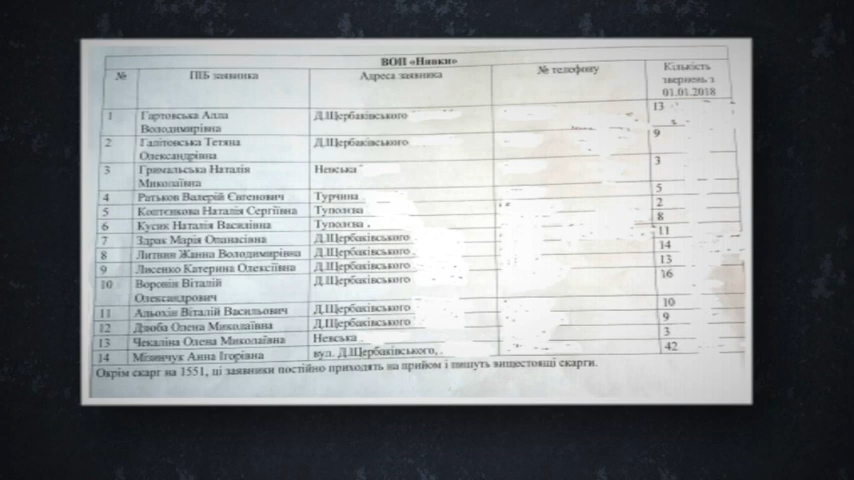 ВОП «Нивки»
№ ПІБ заявника Адреса заявника № телефону Кількість звернень з 01.01.2018
1 Гартовська Алла Володимирівна Д.Щербаківського 13
2 Галітовська Тетяна Олександрівна Д.Щербаківського 9
3 Гримальська Наталія Миколаївна Невська 3
4 Ратьков Валерій Євгенович Турчина 5
5 Костєнкова Наталія Сергіївна Туполєва 2
6 Кусик Наталія Василівна Туполєва 8
7 Здрак Марія Опанасівна Д.Щербаківського 11
8 Литвин Жанна Володимирівна Д.Щербаківського 14
9 Лисенко Катерина Олексіївна Д.Щербаківського 13
10 Воронін Віталій Олександрович Д.Щербаківського 16
11 Альохін Віталій Васильович Д.Щербаківського 10
12 Дзюба Олена Миколаївна Д.Щербаківського 9
13 Чекаліна Олена Миколаївна Невська 3
14 Мізинчук Анна Ігорівна вул. Д.Щербаківського, 42
Окрім скарг на 1551, ці заявники постійно приходять на прийом і пишуть вищестоящі скарги.